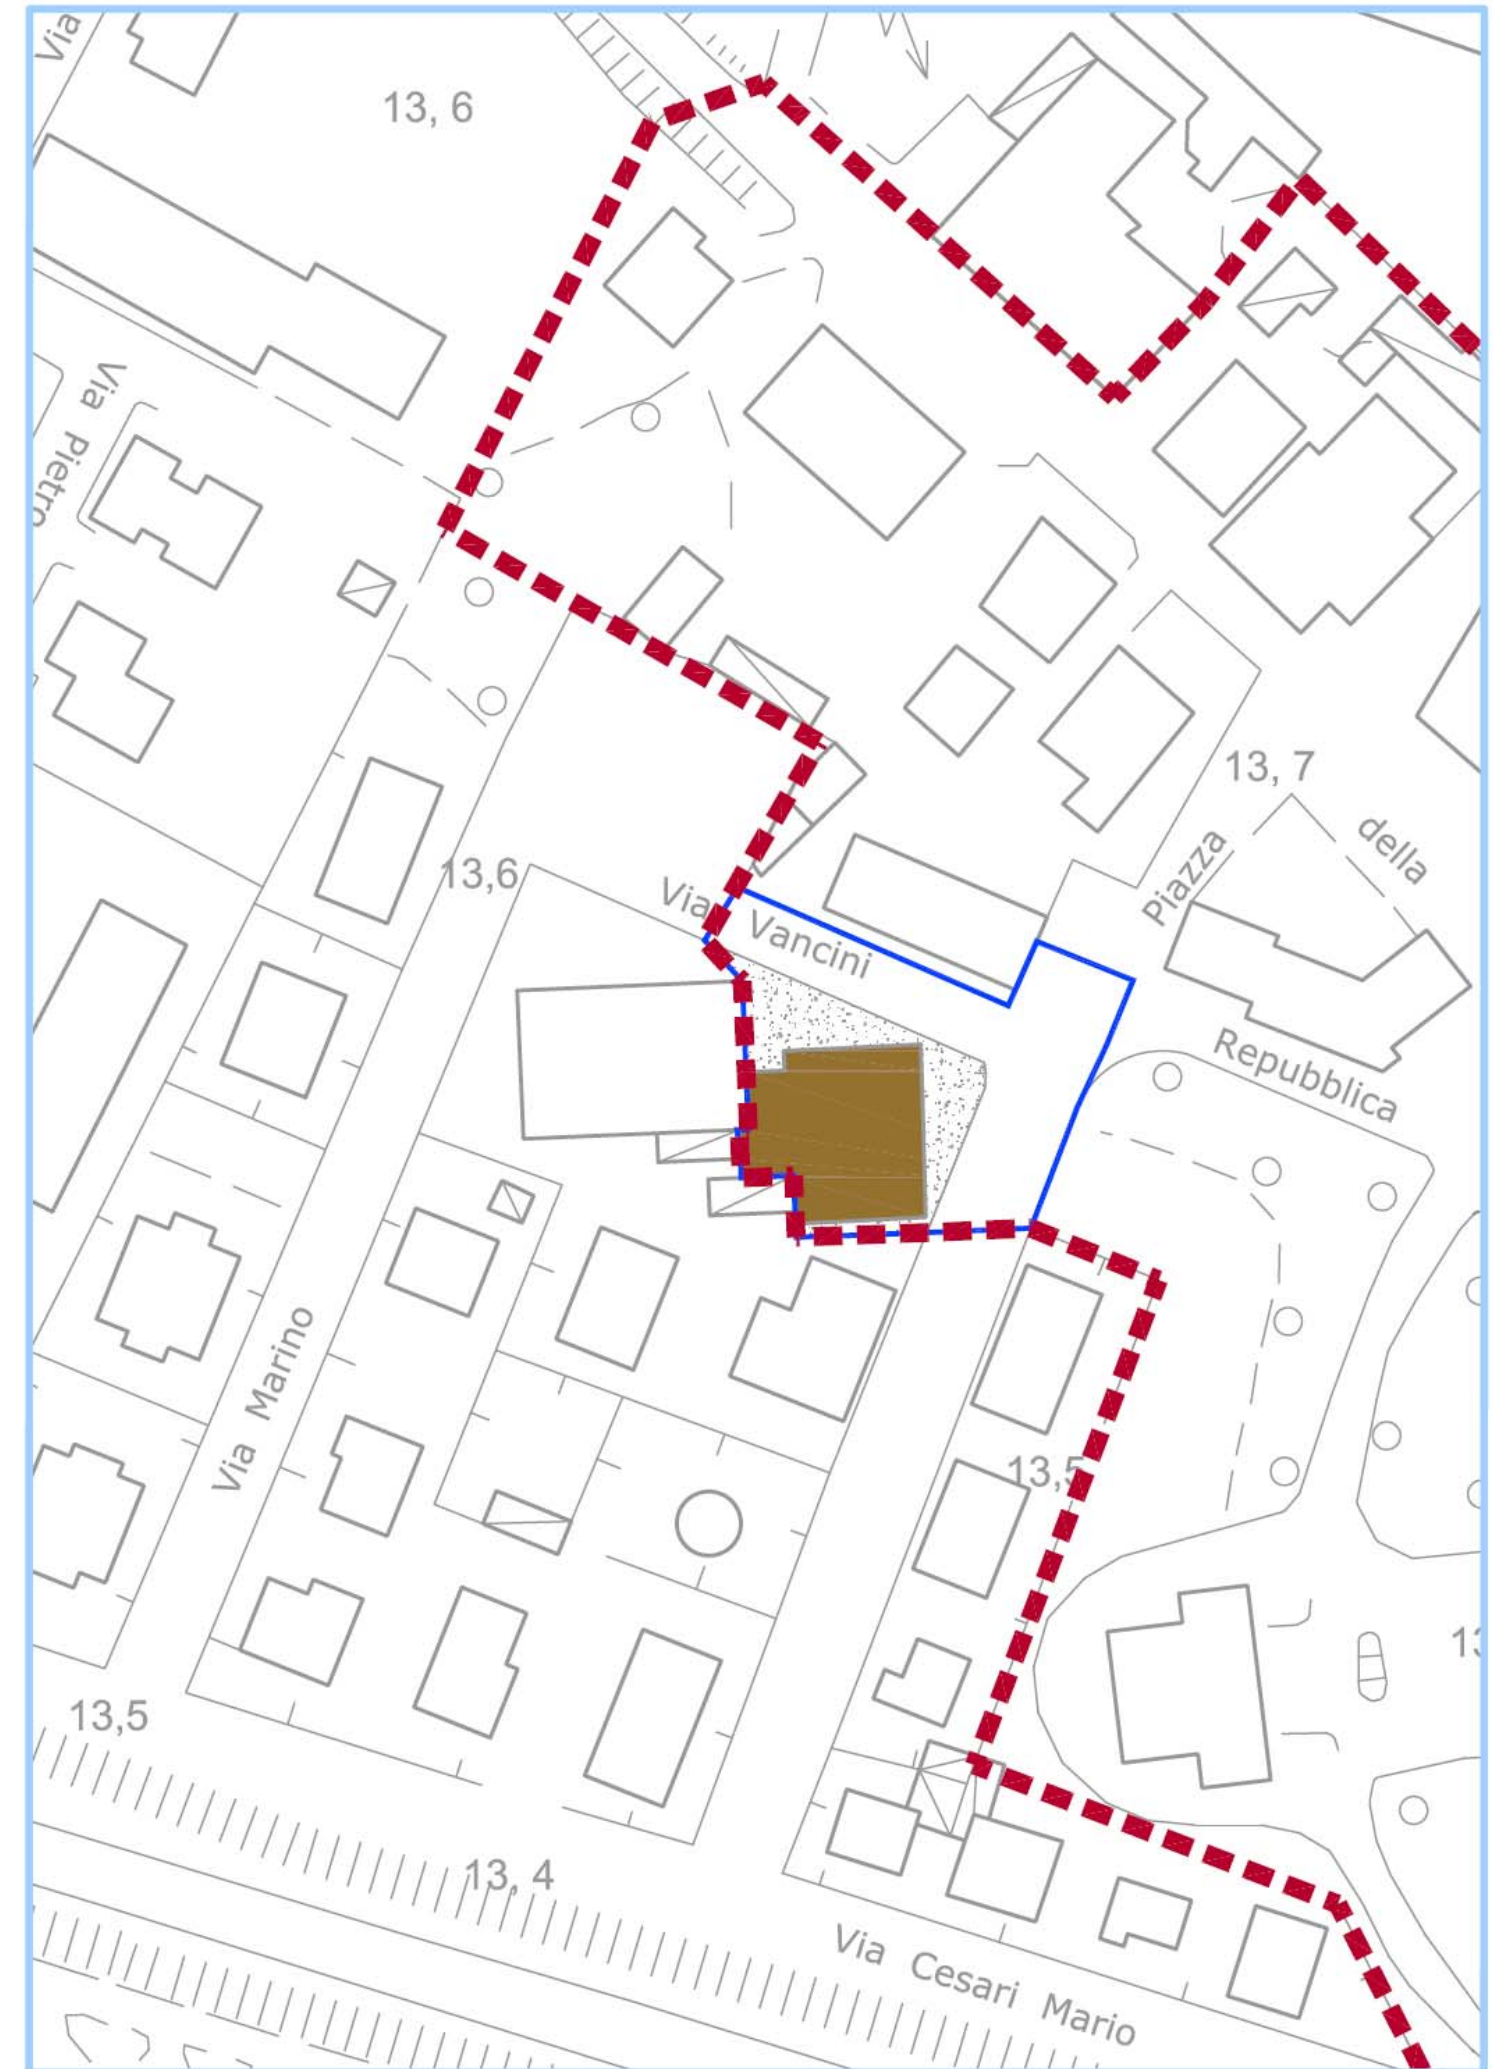 Via
13, 6
Via Pietro
13, 7
Piazza
della
Repubblica
13,6
Via Vancini
Via Marino
13,5
13,5
13, 4
Via Cesari Mario